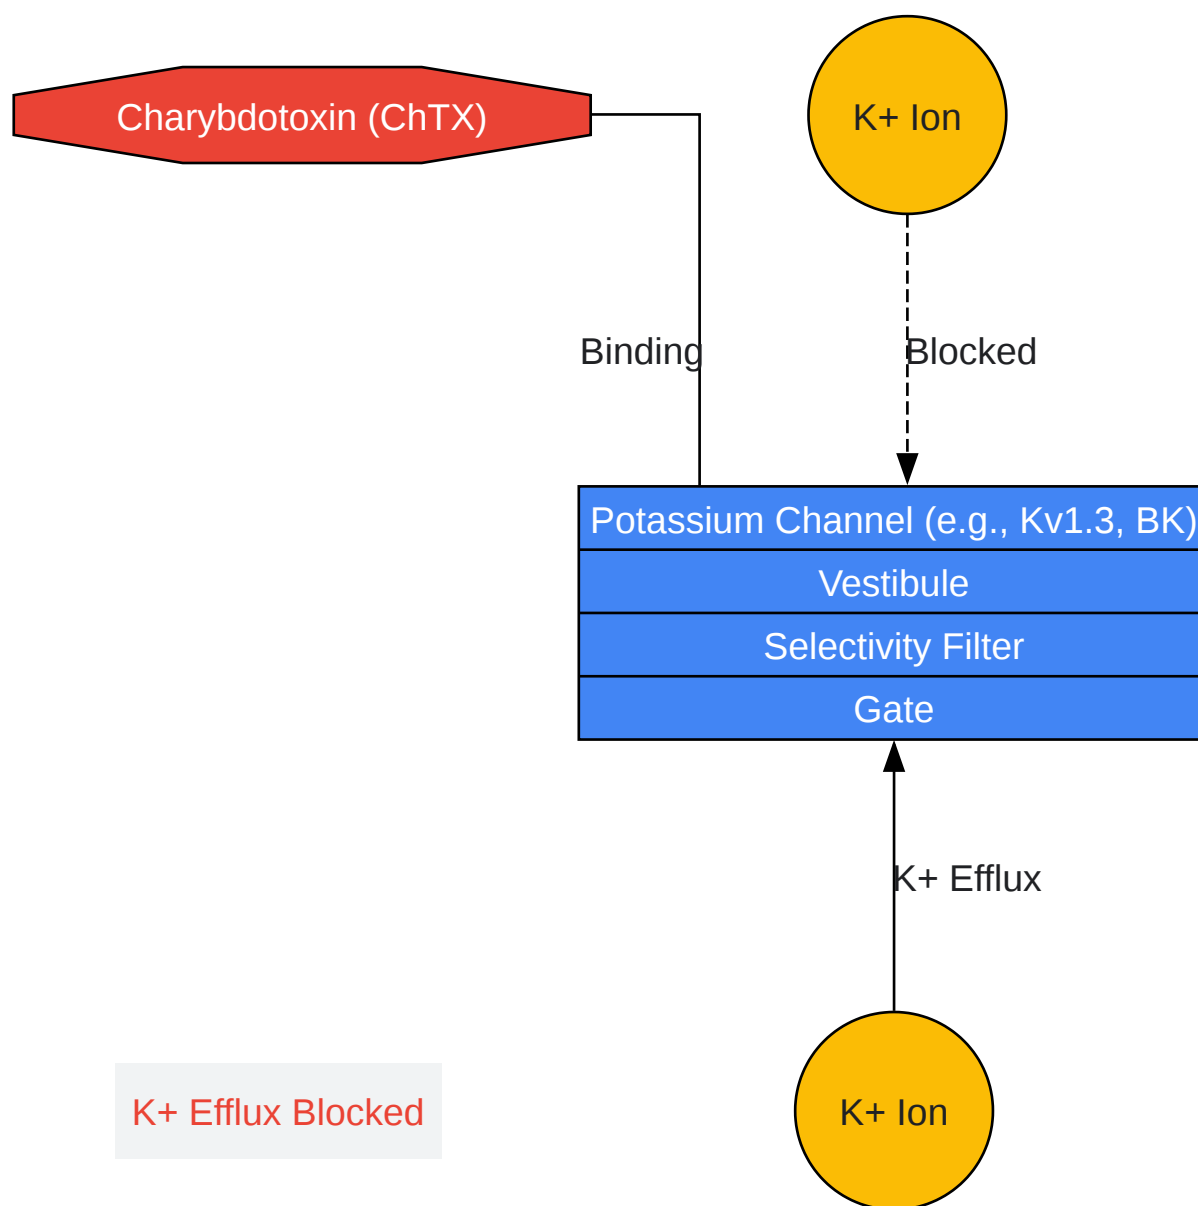 Charybdotoxin (ChTX)
K+ Ion
Binding
Blocked
Potassium Channel (e.g., Kv1.3, BK)
Vestibule
Selectivity Filter
Gate
K+ Efflux
K+ Efflux Blocked
K+ Ion